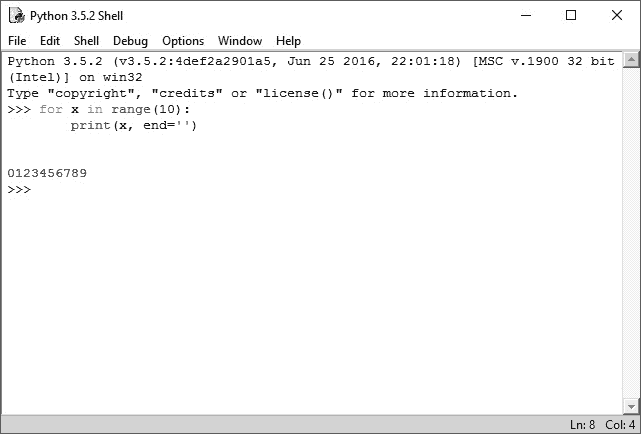 Python 3.5.2 Shell
File Edit Shell Debug Options Window Help
Python 3.5.2 (v3.5.2:4def2a2901a5, Jun 25 2016, 22:01:18) [MSC v.1900 32 bit
(Intel)] on win32
Type "copyright", "credits" or "license()" for more information.
>>> for x in range(10):
        print(x, end='')
0123456789
>>>
Ln: 8 Col: 4